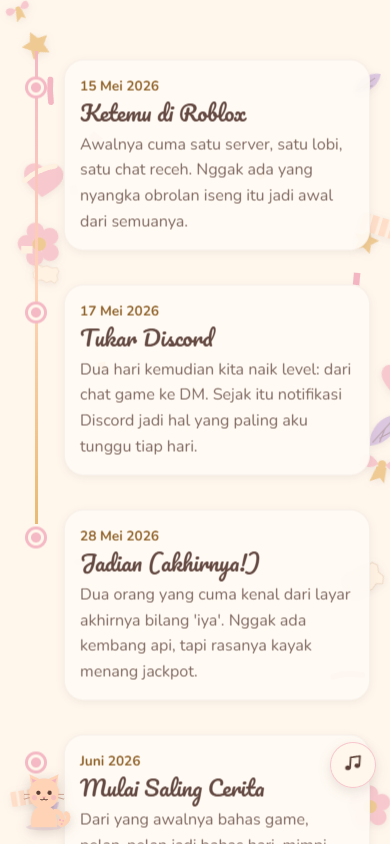 15 Mei 2026
Ketemu di Roblox
Awalnya cuma satu server, satu lobi,
satu chat receh. Nggak ada yang
nyangka obrolan iseng itu jadi awal
dari semuanya.
17 Mei 2026
Tukar Discord
Dua hari kemudian kita naik level: dari
chat game ke DM. Sejak itu notifikasi
Discord jadi hal yang paling aku
tunggu tiap hari.
28 Mei 2026
Jadian (akhirnya!)
Dua orang yang cuma kenal dari layar
akhirnya bilang 'iya'. Nggak ada
kembang api, tapi rasanya kayak
menang jackpot.
Juni 2026
Mulai Saling Cerita
Dari yang awalnya bahas game,